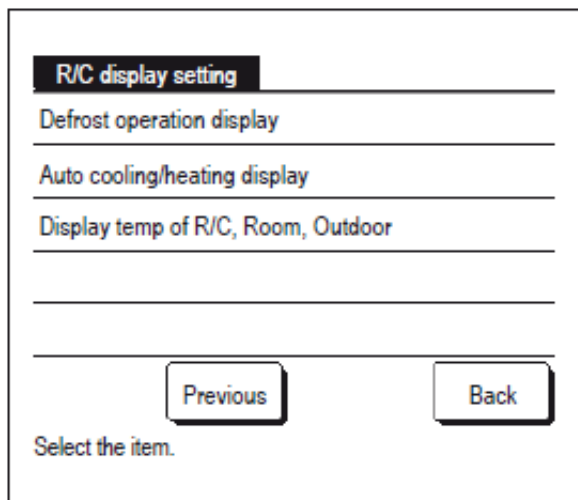 R/C display setting
Defrost operation display
Auto cooling/heating display
Display temp of R/C, Room, Outdoor
Previous
Back
Select the item.